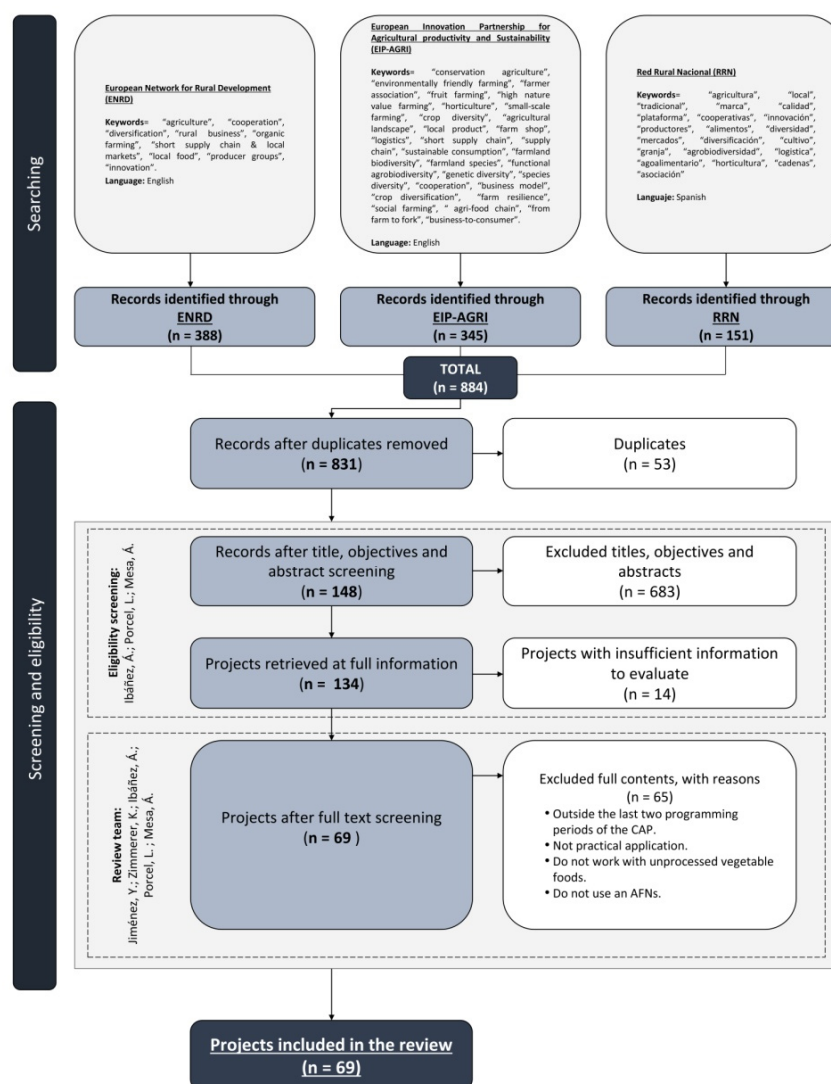 Searching
European Network for Rural Development
(ENRD)
Keywords= “agriculture”, “cooperation”,
“diversification”, “rural business”, “organic
farming”, “short supply chain & local
markets”, “local food”, “producer groups”,
“innovation”.
Language: English
European Innovation Partnership for
Agricultural productivity and Sustainability
(EIP-AGRI)
Keywords= “conservation agriculture”,
“environmentally friendly farming”, “farmer
association”, “fruit farming”, “high nature
value farming”, “horticulture”, “small-scale
farming”, “crop diversity”, “agricultural
landscape”, “local product”, “farm shop”,
“logistics”, “short supply chain”, “supply
chain”, “sustainable consumption”, “farmland
biodiversity”, “farmland species”, “functional
agrobiodiversity”, “genetic diversity”, “species
diversity”, “cooperation”, “business model”,
“crop diversification”, “farm resilience”,
“social farming”, “ agri-food chain”, “from
farm to fork”, “business-to-consumer”.
Language: English
Red Rural Nacional (RRN)
Keywords= “agricultura”, “local”,
“tradicional”, “marca”, “calidad”,
“plataforma”, “cooperativas”, “innovación”,
“productores”, “alimentos”, “diversidad”,
“mercados”, “diversificación”, “cultivo”,
“granja”, “agrobiodiversidad”, “logística”,
“agoalimentario”, “horticultura”, “cadenas”,
“asociación”
Languaje: Spanish
Records identified through
ENRD
(n = 388)
Records identified through
EIP-AGRI
(n = 345)
Records identified through
RRN
(n = 151)
TOTAL
(n = 884)
Screening and eligibility
Records after duplicates removed
(n = 831)
Duplicates
(n = 53)
Eligibility screening:
Ibáñez, Á.; Porcel, L.; Mesa, Á.
Records after title, objectives and
abstract screening
(n = 148)
Excluded titles, objectives and
abstracts
(n = 683)
Projects retrieved at full information
(n = 134)
Projects with insufficient information
to evaluate
(n = 14)
Review team:
Jiménez, Y.; Zimmerer, K.; Ibáñez, Á.;
Porcel, L. ; Mesa, Á.
Projects after full text screening
(n = 69 )
Excluded full contents, with reasons
(n = 65)
• Outside the last two programming
periods of the CAP.
• Not practical application.
• Do not work with unprocessed vegetable
foods.
• Do not use an AFNs.
Projects included in the review
(n = 69)